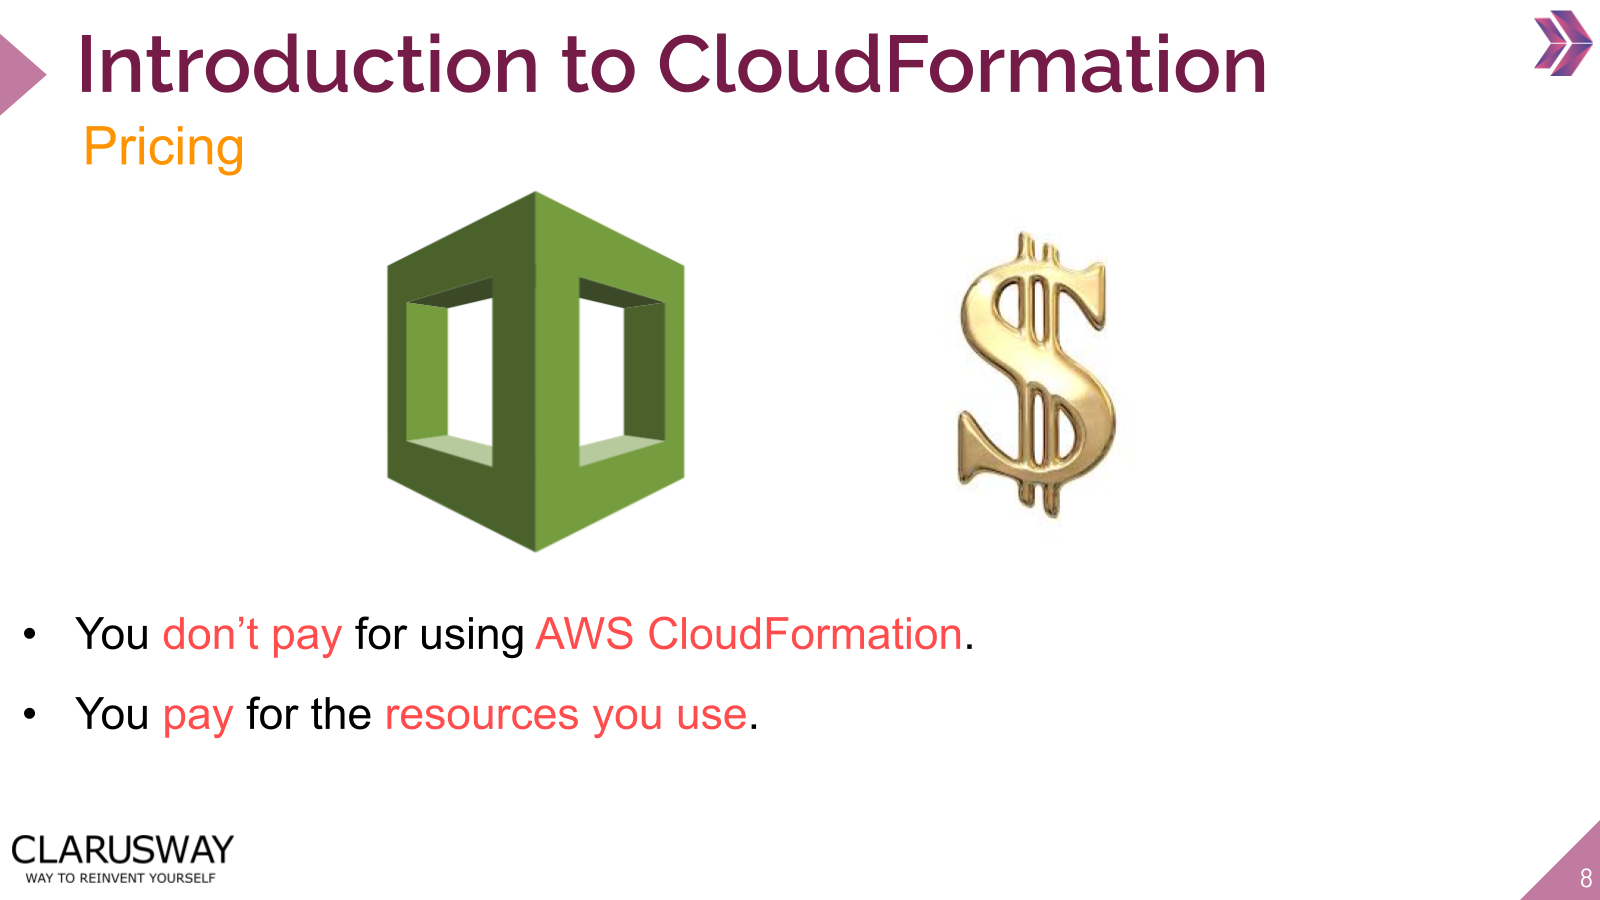 Introduction to CloudFormation
Pricing
• You don’t pay for using AWS CloudFormation.
• You pay for the resources you use.
CLARUSWAY
WAY TO REINVENT YOURSELF
8